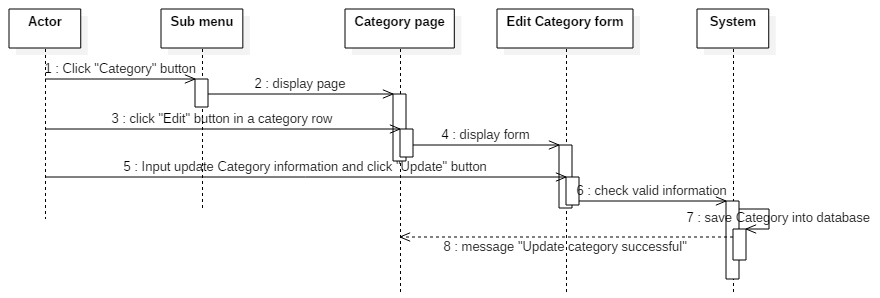 Actor
Sub menu
Category page
Edit Category form
System
1 : Click "Category" button
2 : display page
3 : click "Edit" button in a category row
4 : display form
5 : Input update Category information and click "Update" button
6 : check valid information
7 : save Category into database
8 : message "Update category successful"